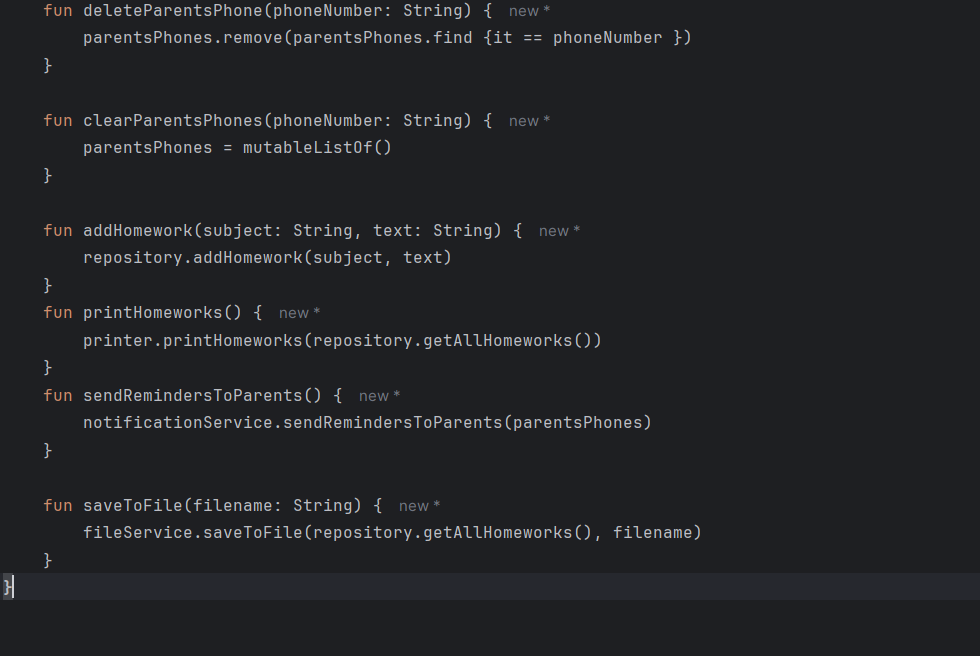 fun deleteParentsPhone(phoneNumber: String) { new *
parentsPhones.remove(parentsPhones.find {it == phoneNumber })
}
fun clearParentsPhones(phoneNumber: String) { new *
parentsPhones = mutableListOf()
}
fun addHomework(subject: String, text: String) { new *
repository.addHomework(subject, text)
}
fun printHomeworks() { new *
printer.printHomeworks(repository.getAllHomeworks())
}
fun sendRemindersToParents() { new *
notificationService.sendRemindersToParents(parentsPhones)
}
fun saveToFile(filename: String) { new *
fileService.saveToFile(repository.getAllHomeworks(), filename)
}
}